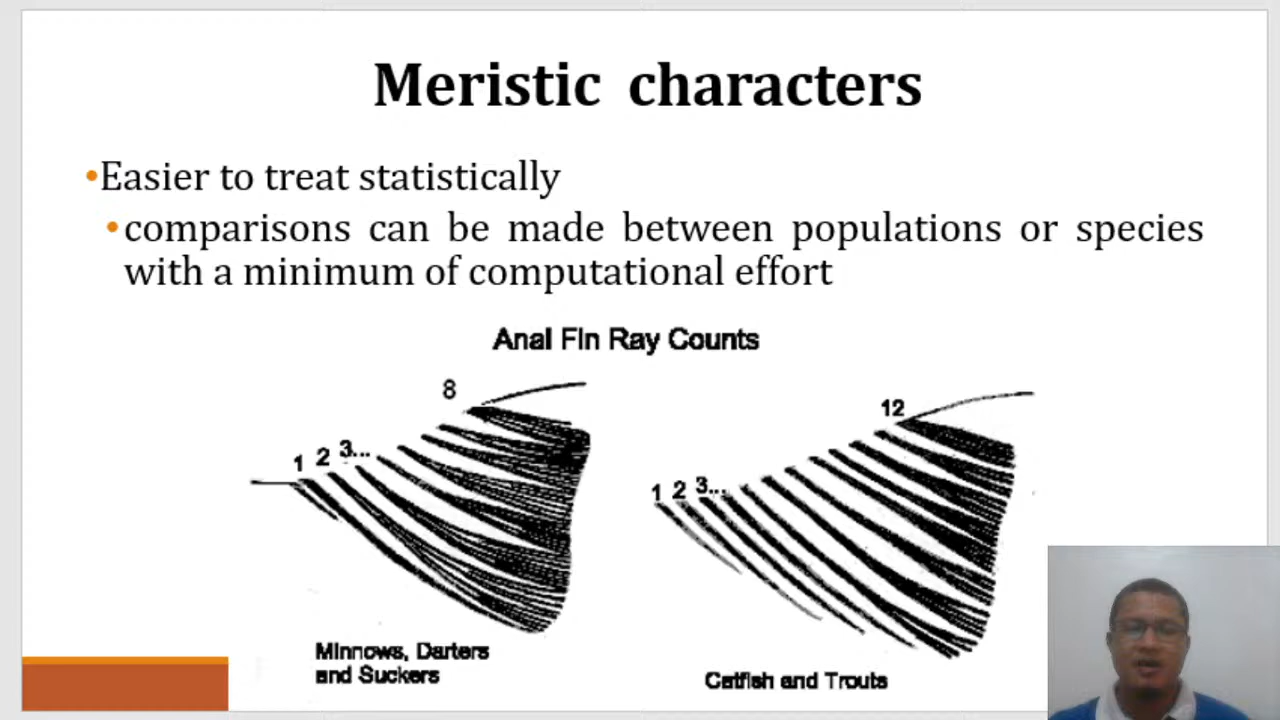 Meristic characters
•Easier to treat statistically
•comparisons can be made between populations or species
with a minimum of computational effort
Anal Fin Ray Counts
8
1 2 3...
12
1 2 3...
Minnows, Darters
and Suckers
Catfish and Trouts